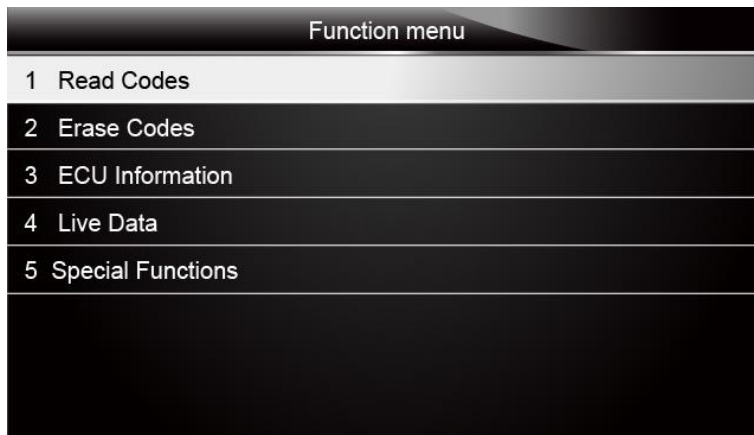 Function menu
1 Read Codes
2 Erase Codes
3 ECU Information
4 Live Data
5 Special Functions